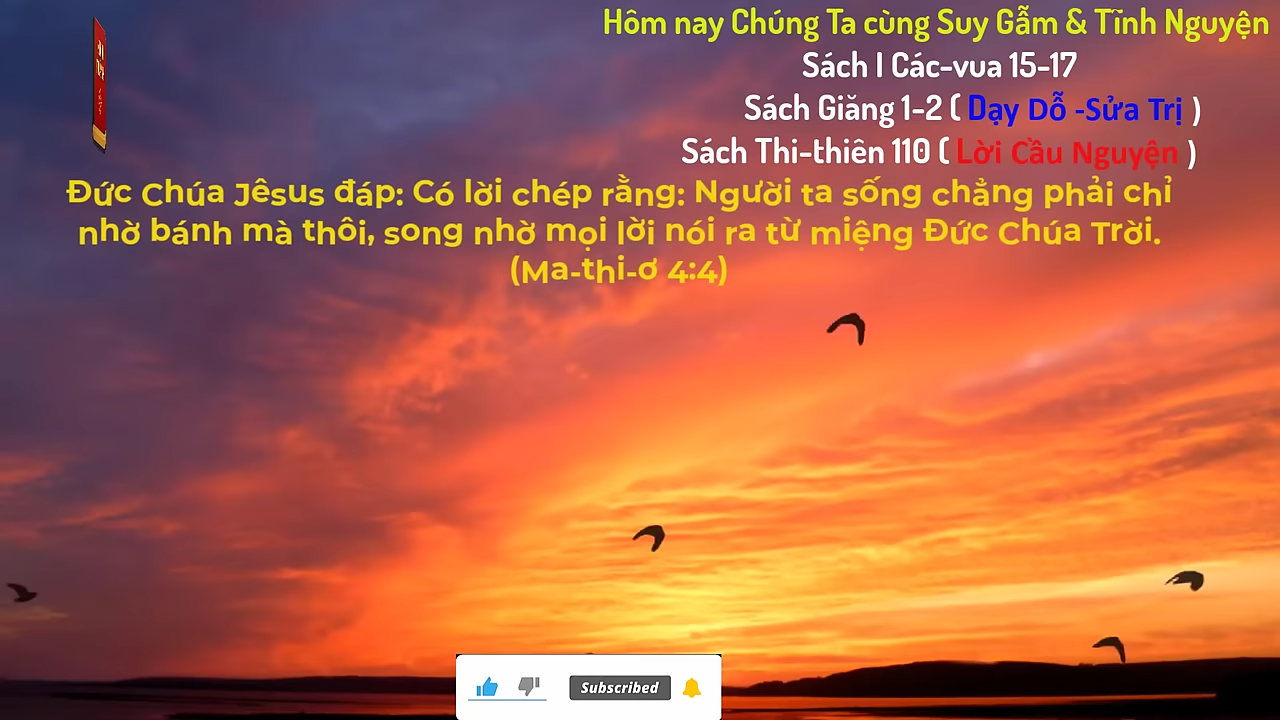 Hôm nay Chúng Ta cùng Suy Gẫm & Tĩnh Nguyện
Sách I Các-vua 15-17
Sách Giăng 1-2 ( Dạy Dỗ -Sửa Trị )
Sách Thi-thiên 110 ( Lời Cầu Nguyện )
Đức Chúa Jêsus đáp: Có lời chép rằng: Người ta sống chẳng phải chỉ
nhờ bánh mà thôi, song nhờ mọi lời nói ra từ miệng Đức Chúa Trời.
(Ma-thi-ơ 4:4)
Subscribed